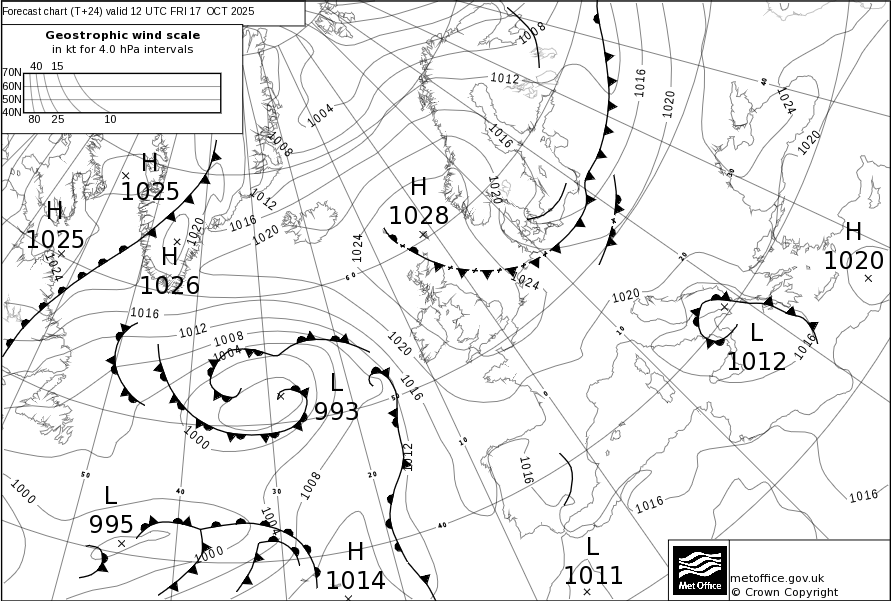 Forecast chart (T+24) valid 12 UTC FRI 17 OCT 2025
Geostrophic wind scale
in kt for 4.0 hPa intervals
40 15
70N
60N
50N
40N
80 25 10
1008
1012
1016
1020
1024
1020
1004
1008
1016
1020
H
1025
H
1025
1024
1012
1016
1020
1020
H
1026
H
1028
1024
1024
H
1020
1020
L
1012
1016
1016
1012
1008
1004
L
993
1020
1016
1012
1000
1000
1008
1004
1000
L
995
H
1014
L
1011
1016
1016
1016
40
30
20
10
0
10
20
30
40
50
60
50
40
metoffice.gov.uk
© Crown Copyright
Met Office